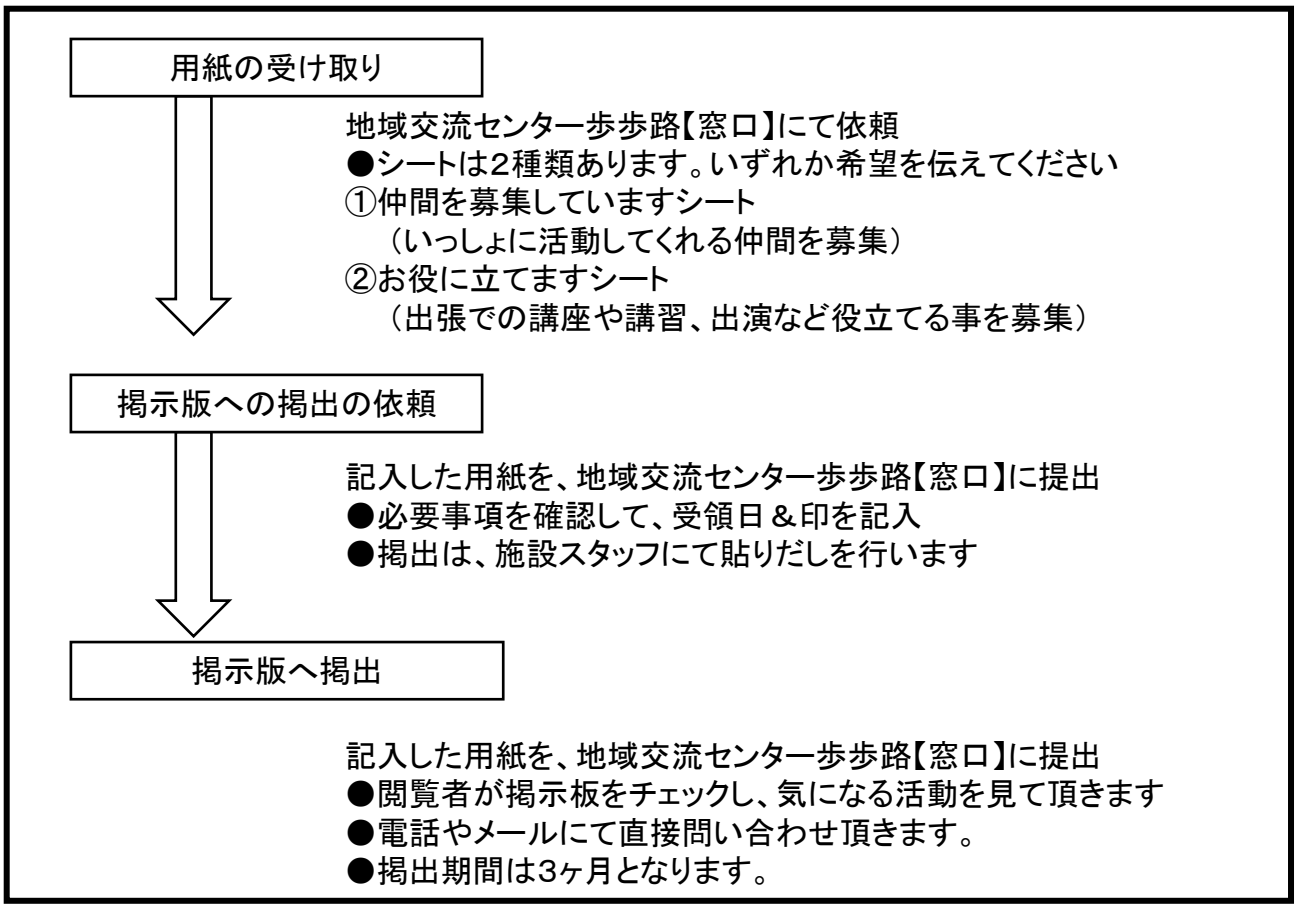 用紙の受け取り
地域交流センター歩歩路【窓口】にて依頼
●シートは２種類あります。いずれか希望を伝えてください
①仲間を募集していますシート
（いっしょに活動してくれる仲間を募集）
②お役に立てますシート
（出張での講座や講習、出演など役立てる事を募集）
掲示版への掲出の依頼
記入した用紙を、地域交流センター歩歩路【窓口】に提出
●必要事項を確認して、受領日＆印を記入
●掲出は、施設スタッフにて貼りだしを行います
掲示版へ掲出
記入した用紙を、地域交流センター歩歩路【窓口】に提出
●閲覧者が掲示板をチェックし、気になる活動を見て頂きます
●電話やメールにて直接問い合わせ頂きます。
●掲出期間は３ヶ月となります。